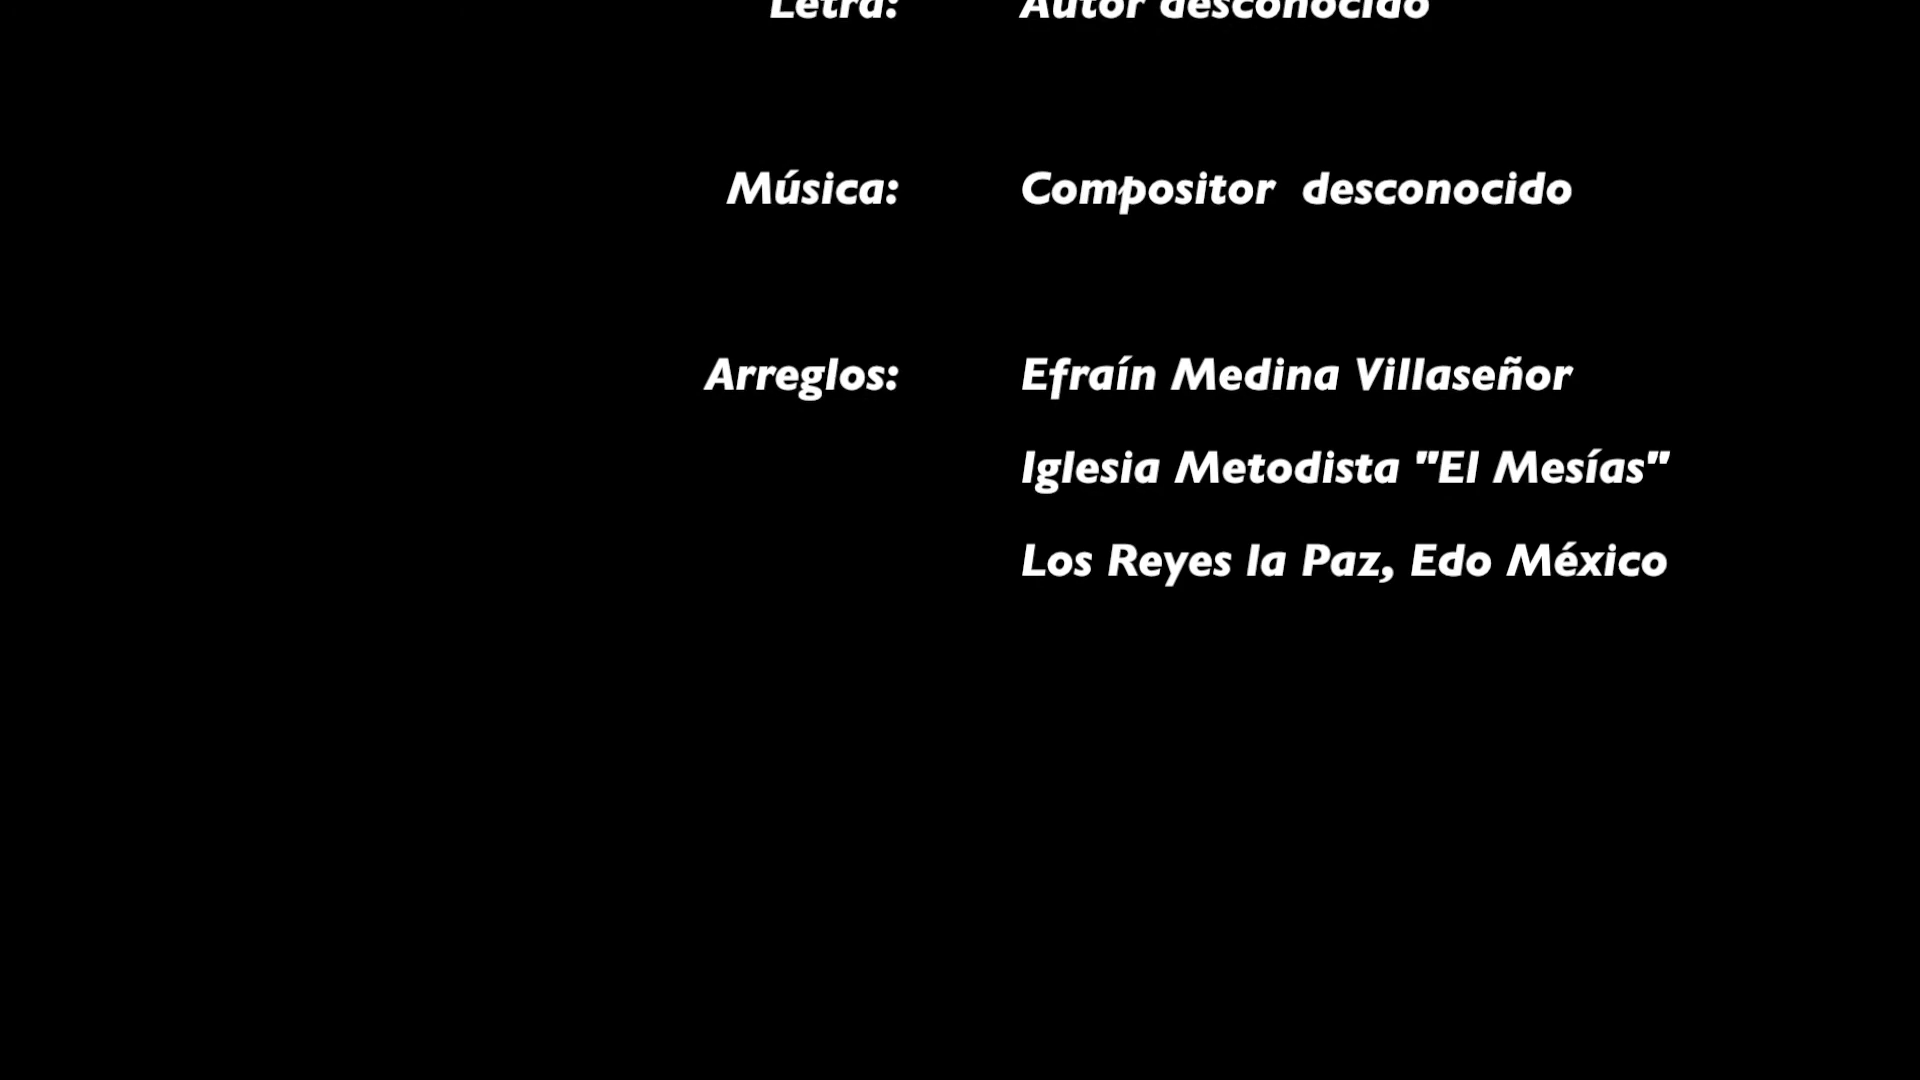 Letra: Autor desconocido
Música: Compositor desconocido
Arreglos: Efraín Medina Villaseñor
Iglesia Metodista "El Mesías"
Los Reyes la Paz, Edo México